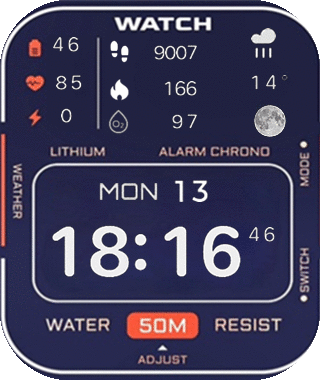 WATCH
46 9007
85 166 14°
0 O2 97
LITHIUM ALARM CHRONO
WEATHER
MODE
MON 13
18:16 46
SWITCH
WATER 50M RESIST
ADJUST